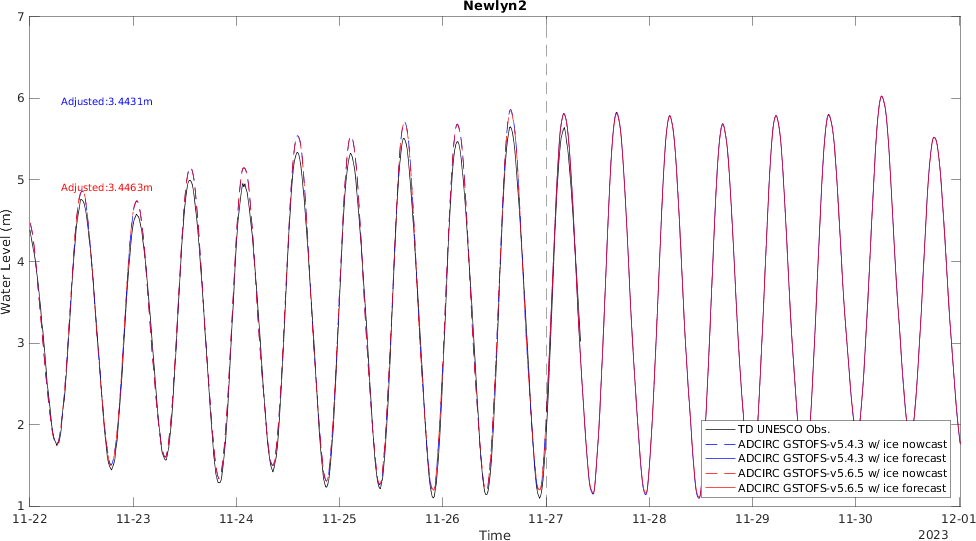 Newlyn2
7
6
5
4
3
2
1
Water Level (m)
Adjusted:3.4431m
Adjusted:3.4463m
TD UNESCO Obs.
ADCIRC GSTOFS-v5.4.3 w/ ice nowcast
ADCIRC GSTOFS-v5.4.3 w/ ice forecast
ADCIRC GSTOFS-v5.6.5 w/ ice nowcast
ADCIRC GSTOFS-v5.6.5 w/ ice forecast
11-22 11-23 11-24 11-25 11-26 11-27 11-28 11-29 11-30 12-01
Time
2023